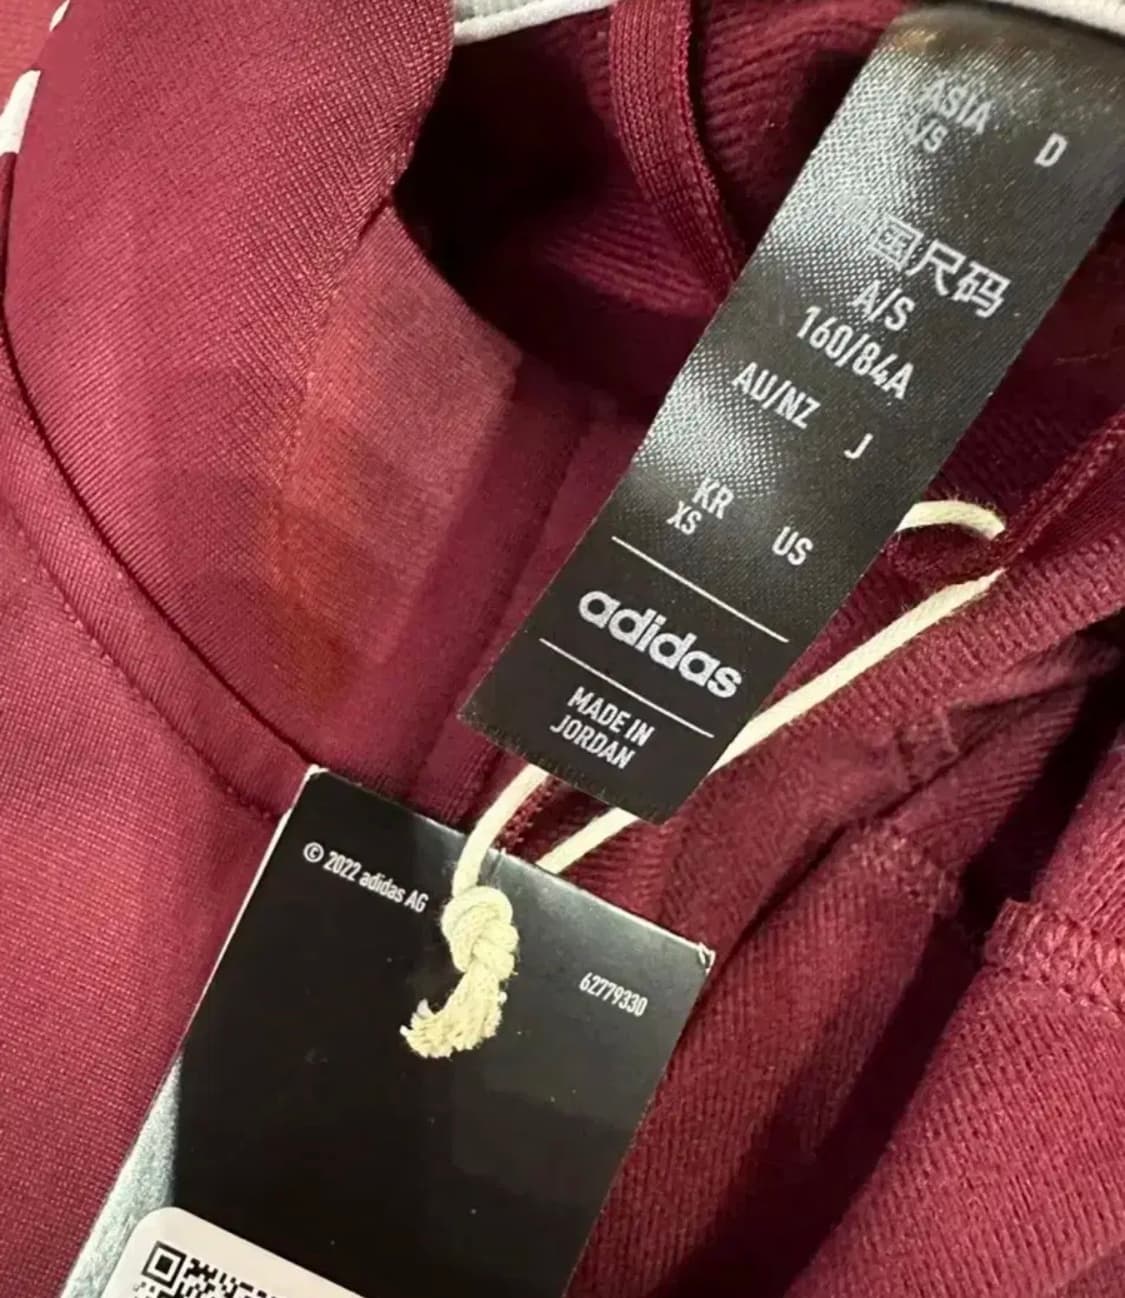 ASIA D
A/S
国尺码
A/S
160/84A
AU/NZ J
KR US
XS
adidas
MADE IN
JORDAN
© 2022 adidas AG
62779330